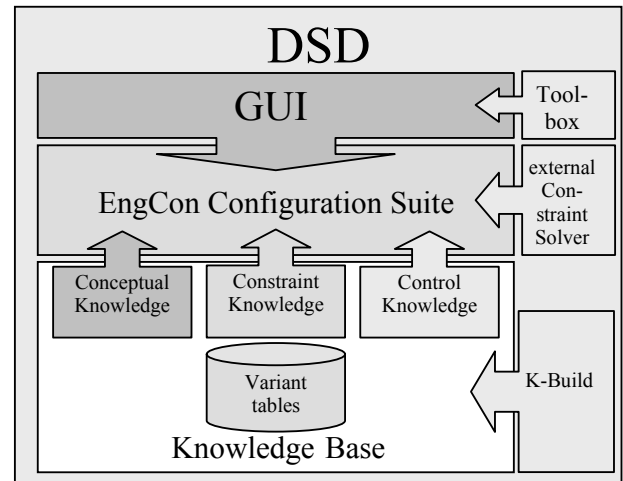 DSD
GUI
Tool-
box
EngCon Configuration Suite
external
Con-
straint
Solver
Conceptual
Knowledge
Constraint
Knowledge
Control
Knowledge
Variant
tables
K-Build
Knowledge Base